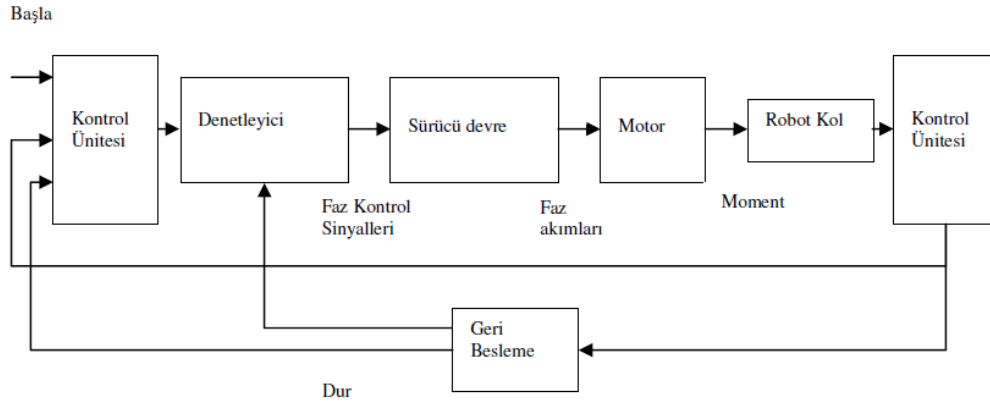 Başla
Kontrol
Ünitesi
Denetleyici
Sürücü devre
Motor
Robot Kol
Kontrol
Ünitesi
Faz Kontrol
Sinyalleri
Faz
akımları
Moment
Geri
Besleme
Dur